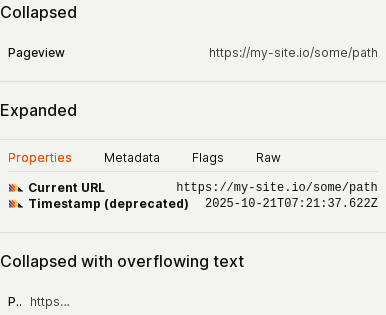 Collapsed
Pageview https://my-site.io/some/path
Expanded
Properties Metadata Flags Raw
Current URL https://my-site.io/some/path
Timestamp (deprecated) 2025-10-21T07:21:37.622Z
Collapsed with overflowing text
P.. https...